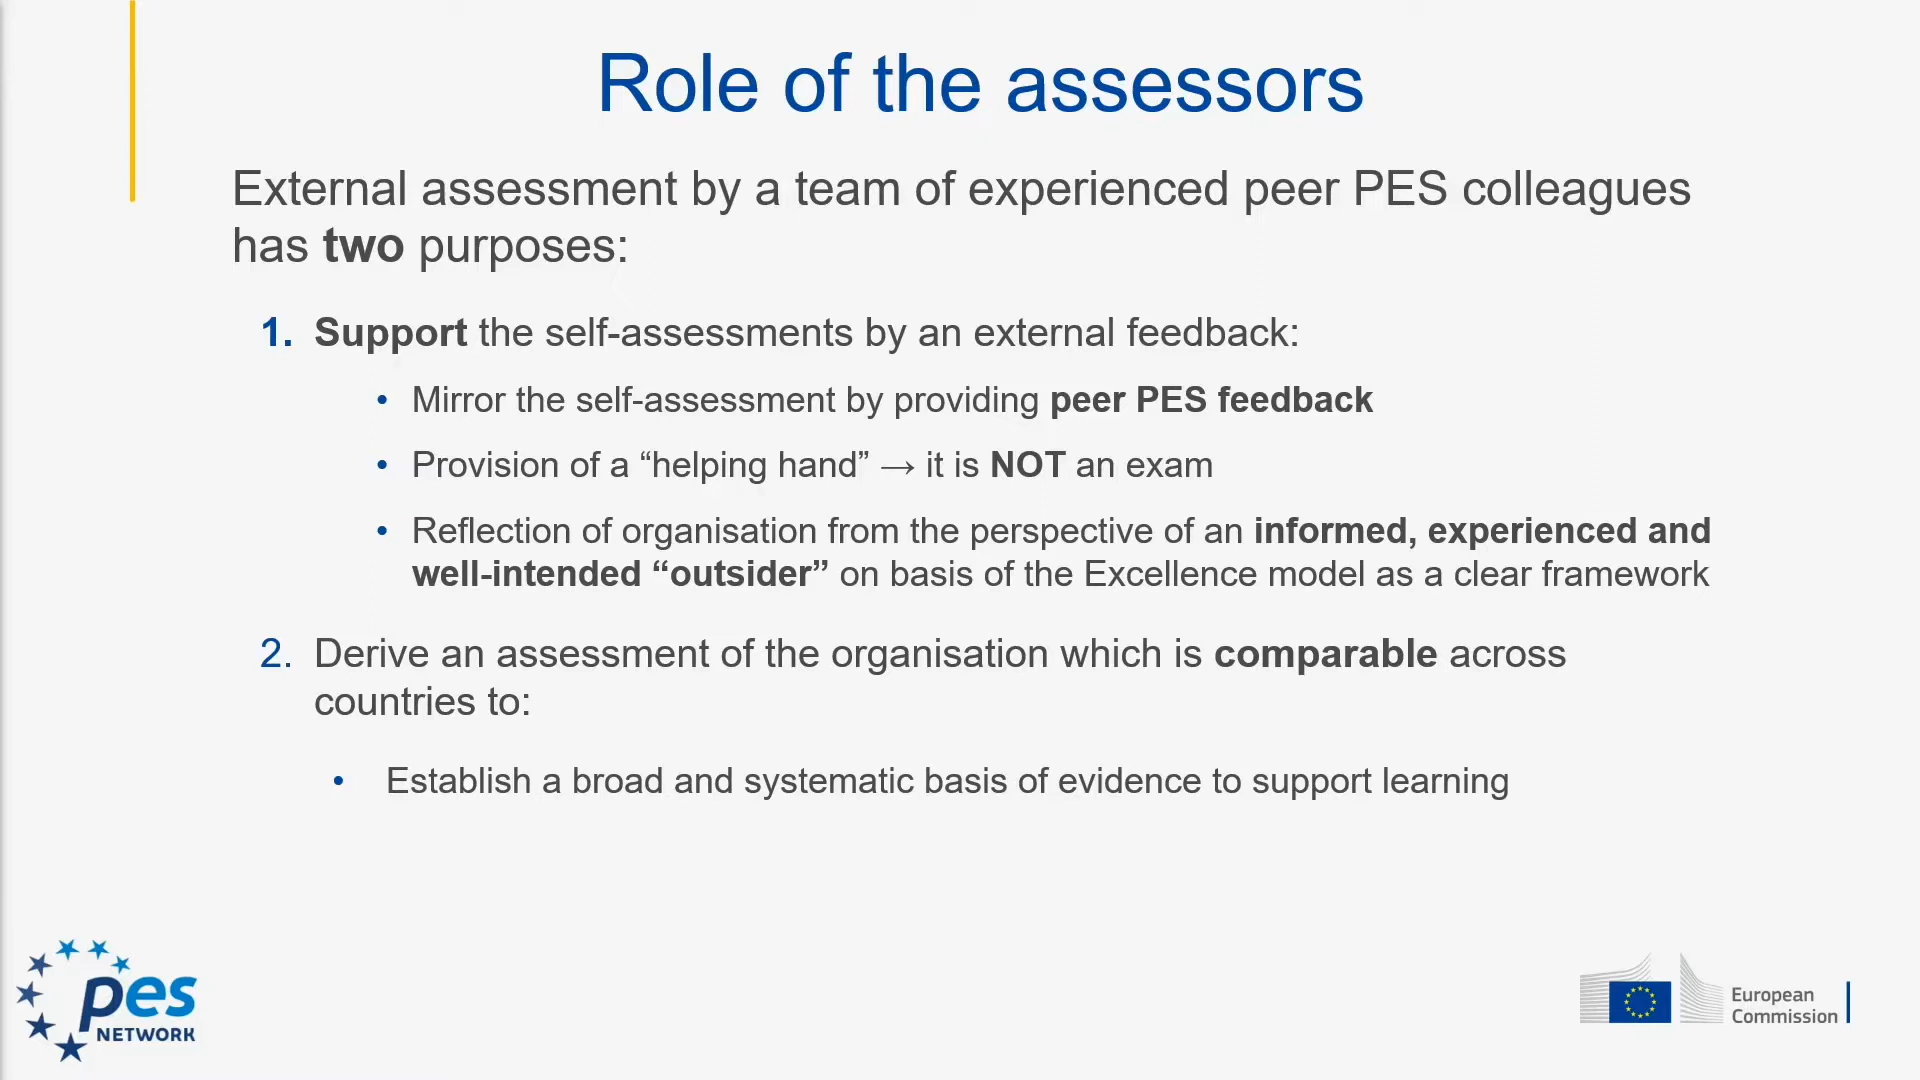 Role of the assessors
External assessment by a team of experienced peer PES colleagues
has two purposes:
1. Support the self-assessments by an external feedback:
• Mirror the self-assessment by providing peer PES feedback
• Provision of a “helping hand” → it is NOT an exam
• Reflection of organisation from the perspective of an informed, experienced and
well-intended “outsider” on basis of the Excellence model as a clear framework
2. Derive an assessment of the organisation which is comparable across
countries to:
• Establish a broad and systematic basis of evidence to support learning
pes
NETWORK
European
Commission